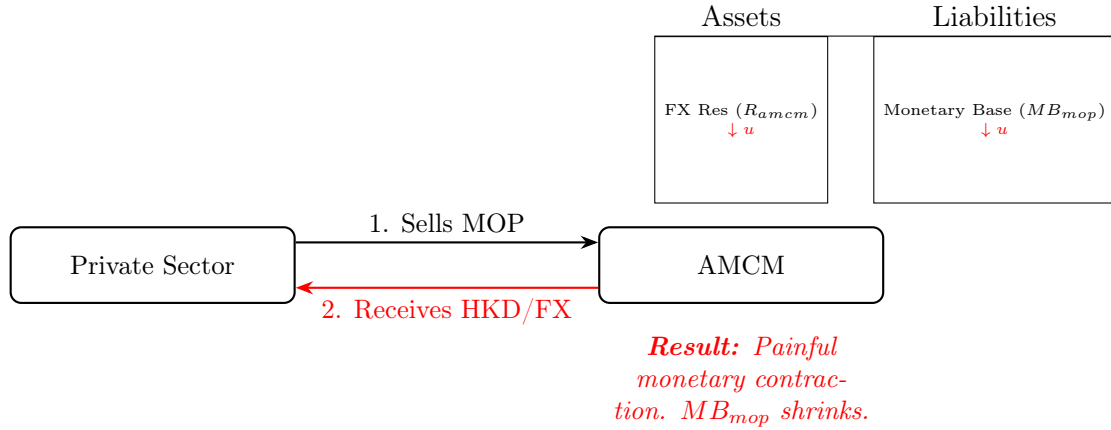 Assets Liabilities
FX Res (R_amcm) Monetary Base (MB_mop)
↓ u ↓ u
1. Sells MOP
Private Sector AMCM
2. Receives HKD/FX
Result: Painful
monetary contrac-
tion. MB_mop shrinks.